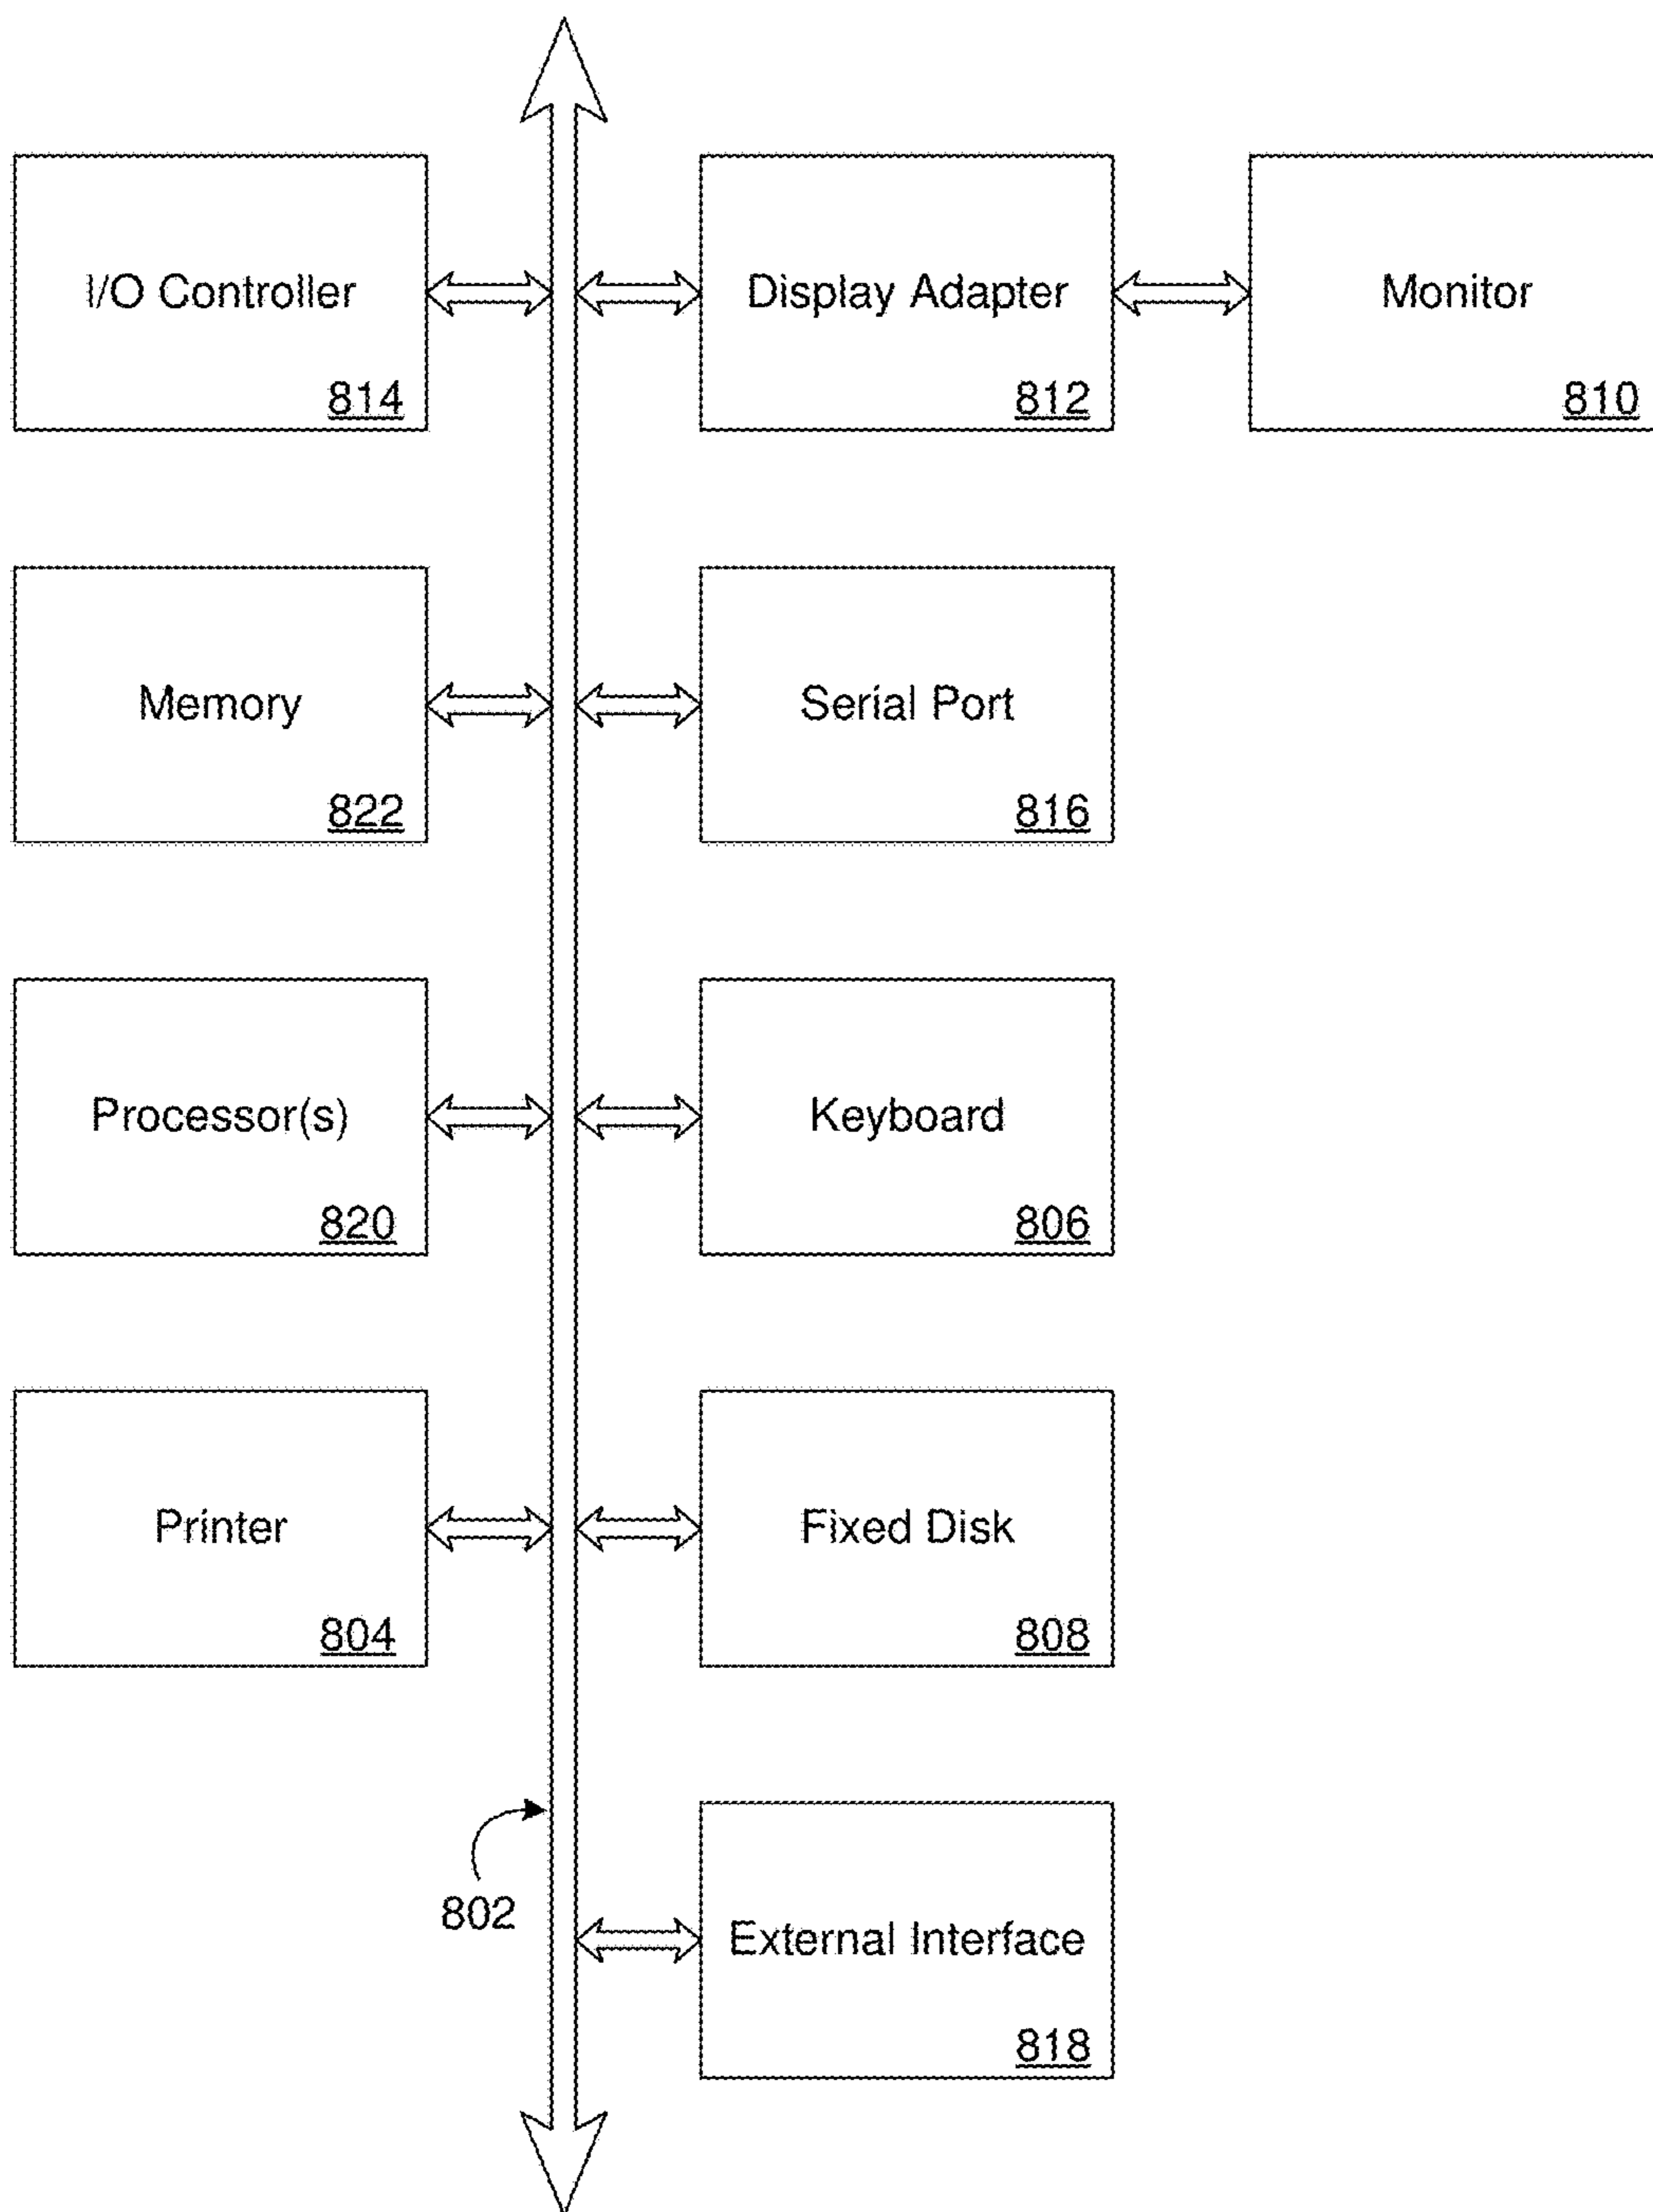 I/O Controller
814
Display Adapter
812
Monitor
810
Memory
822
Serial Port
816
Processor(s)
820
Keyboard
806
Printer
804
Fixed Disk
808
802
External Interface
818